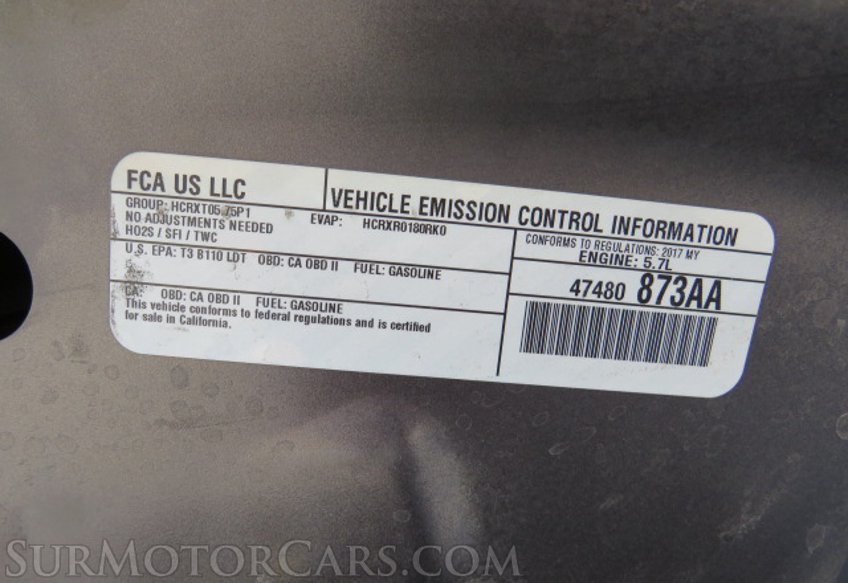 FCA US LLC
VEHICLE EMISSION CONTROL INFORMATION
GROUP: HCRXT05.75P1 EVAP: HCRXR0180RK0
NO ADJUSTMENTS NEEDED
HO2S / SFI / TWC
U.S. EPA: T3 B110 LDT OBD: CA OBD II FUEL: GASOLINE
CA: OBD: CA OBD II FUEL: GASOLINE
This vehicle conforms to federal regulations and is certified
for sale in California.
CONFORMS TO REGULATIONS: 2017 MY
ENGINE: 5.7L
47480 873AA
SURMOTORCARS.COM